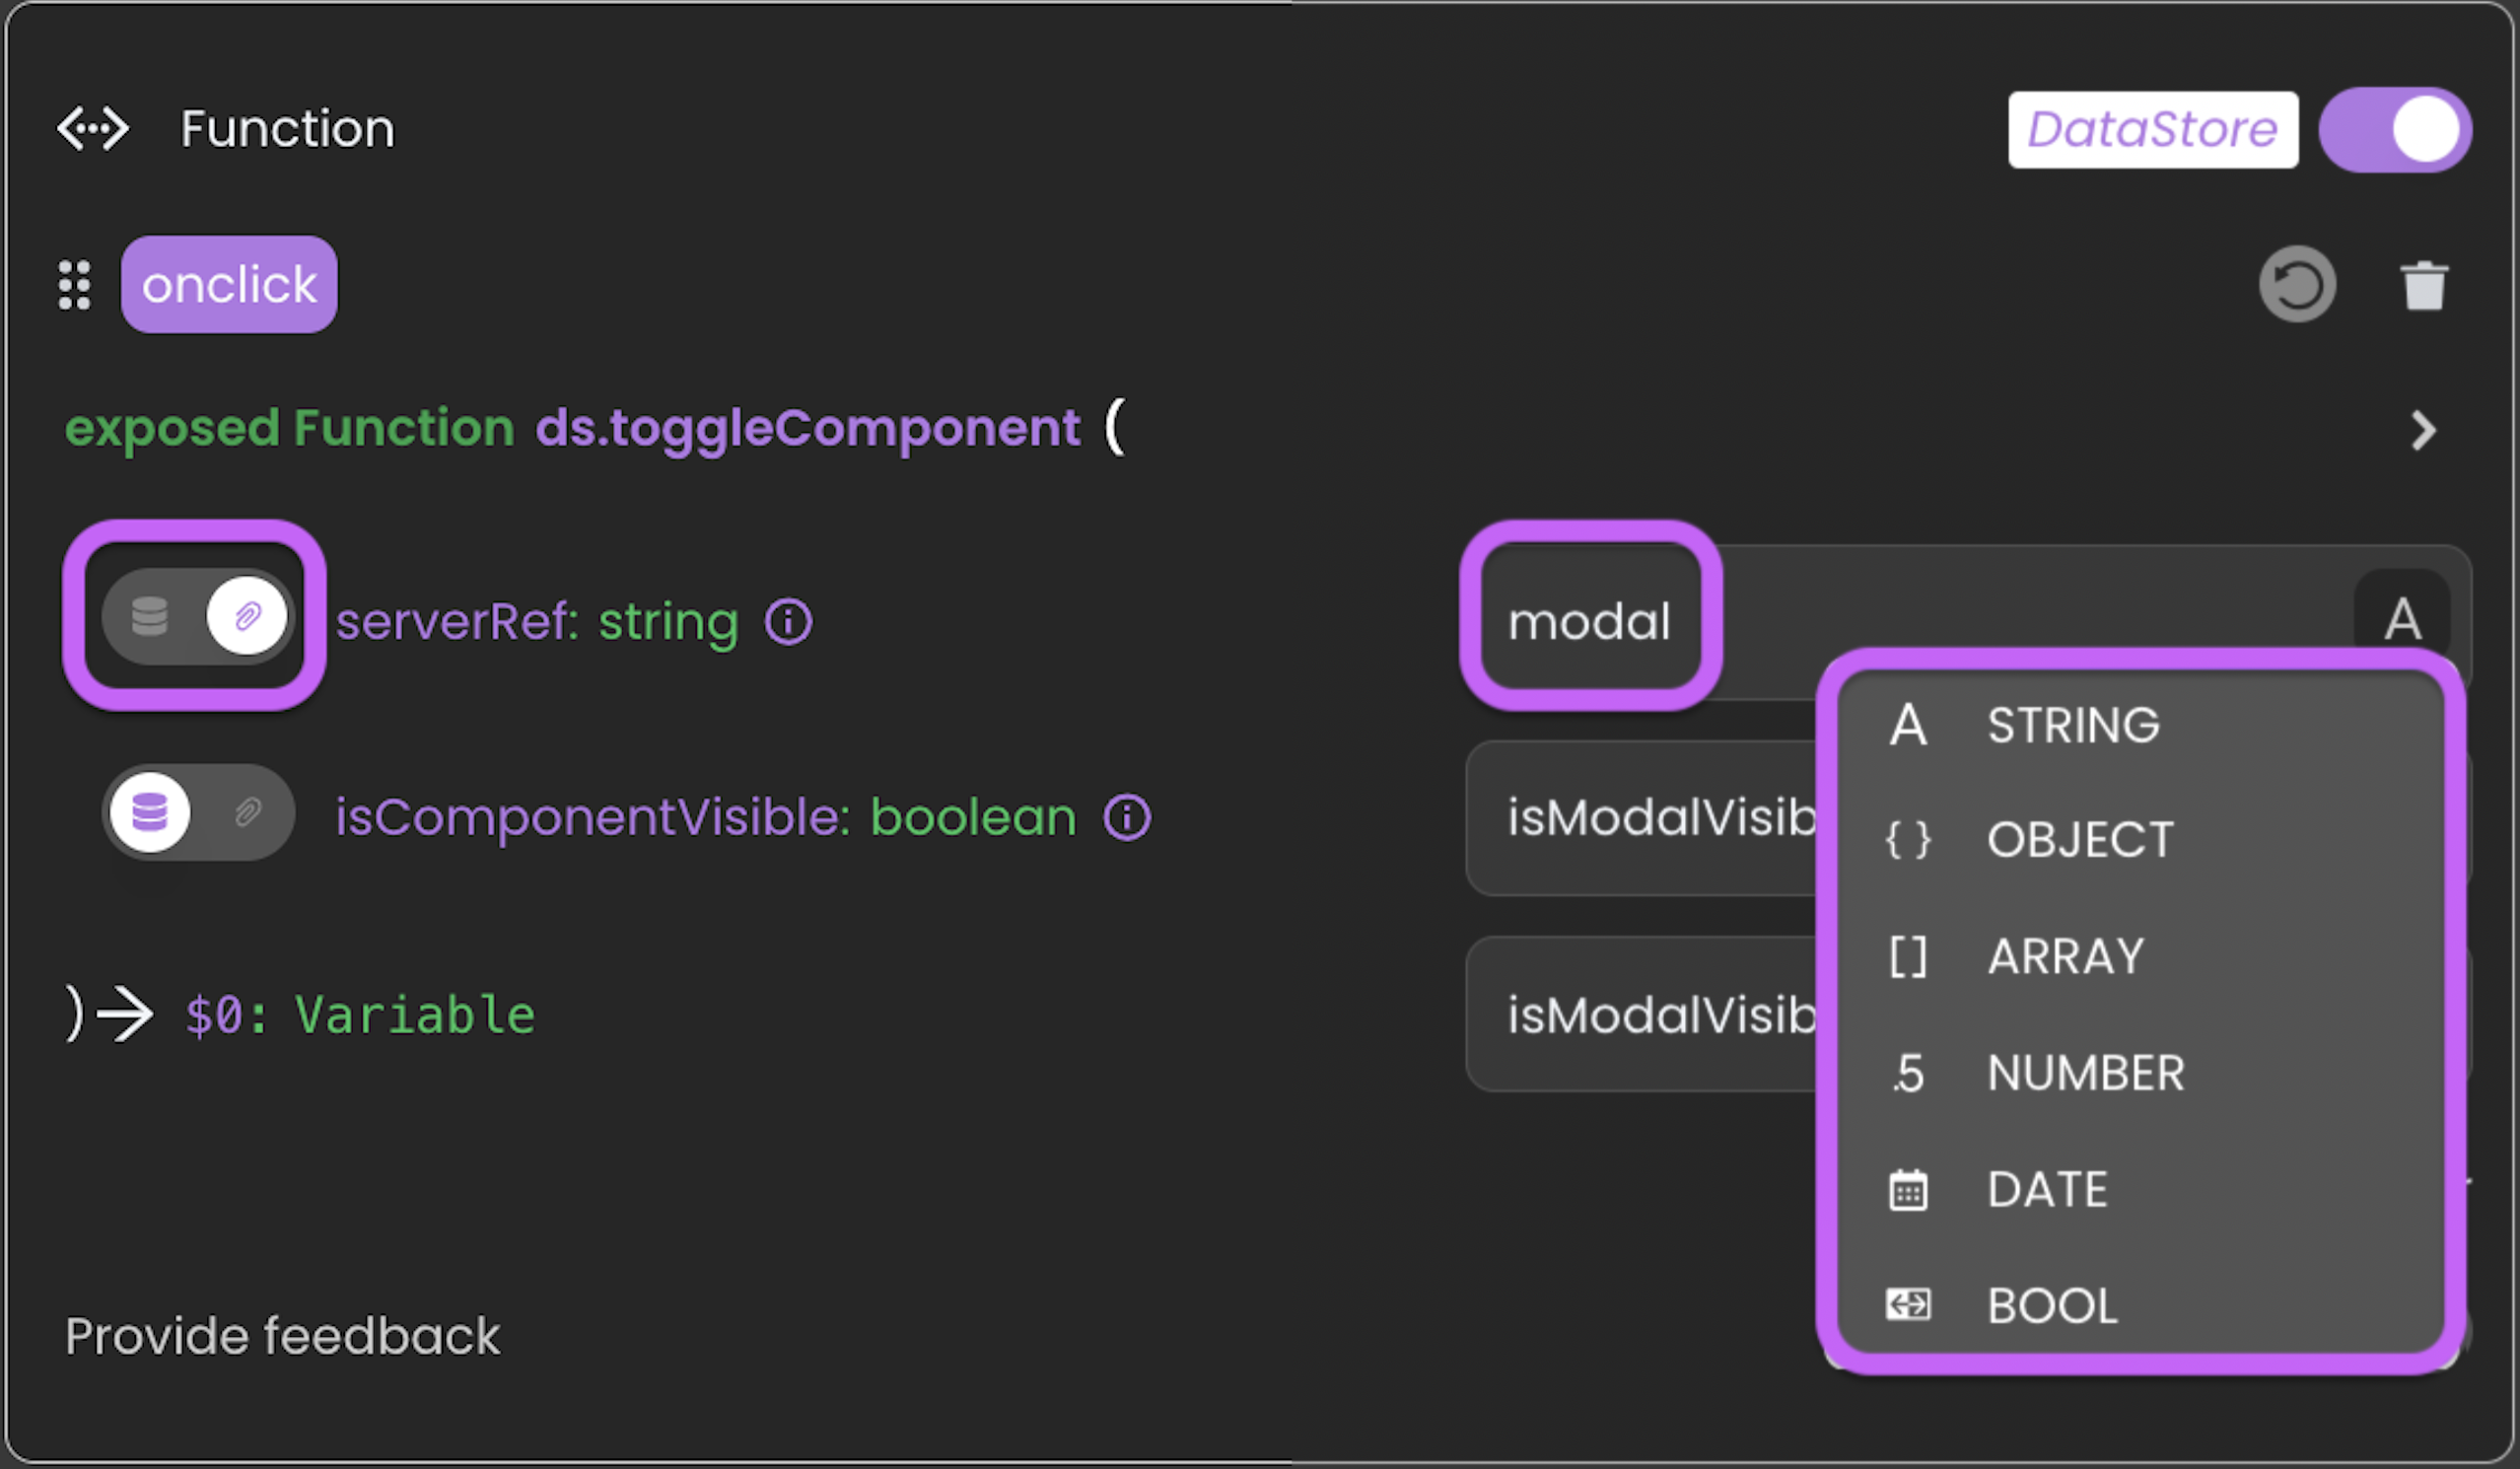 Function
DataStore
onclick
exposed Function ds.toggleComponent (
serverRef: string
modal
A
isComponentVisible: boolean
isModalVisib
)→ $0: Variable
isModalVisib
A STRING
{ } OBJECT
[ ] ARRAY
.5 NUMBER
DATE
BOOL
Provide feedback